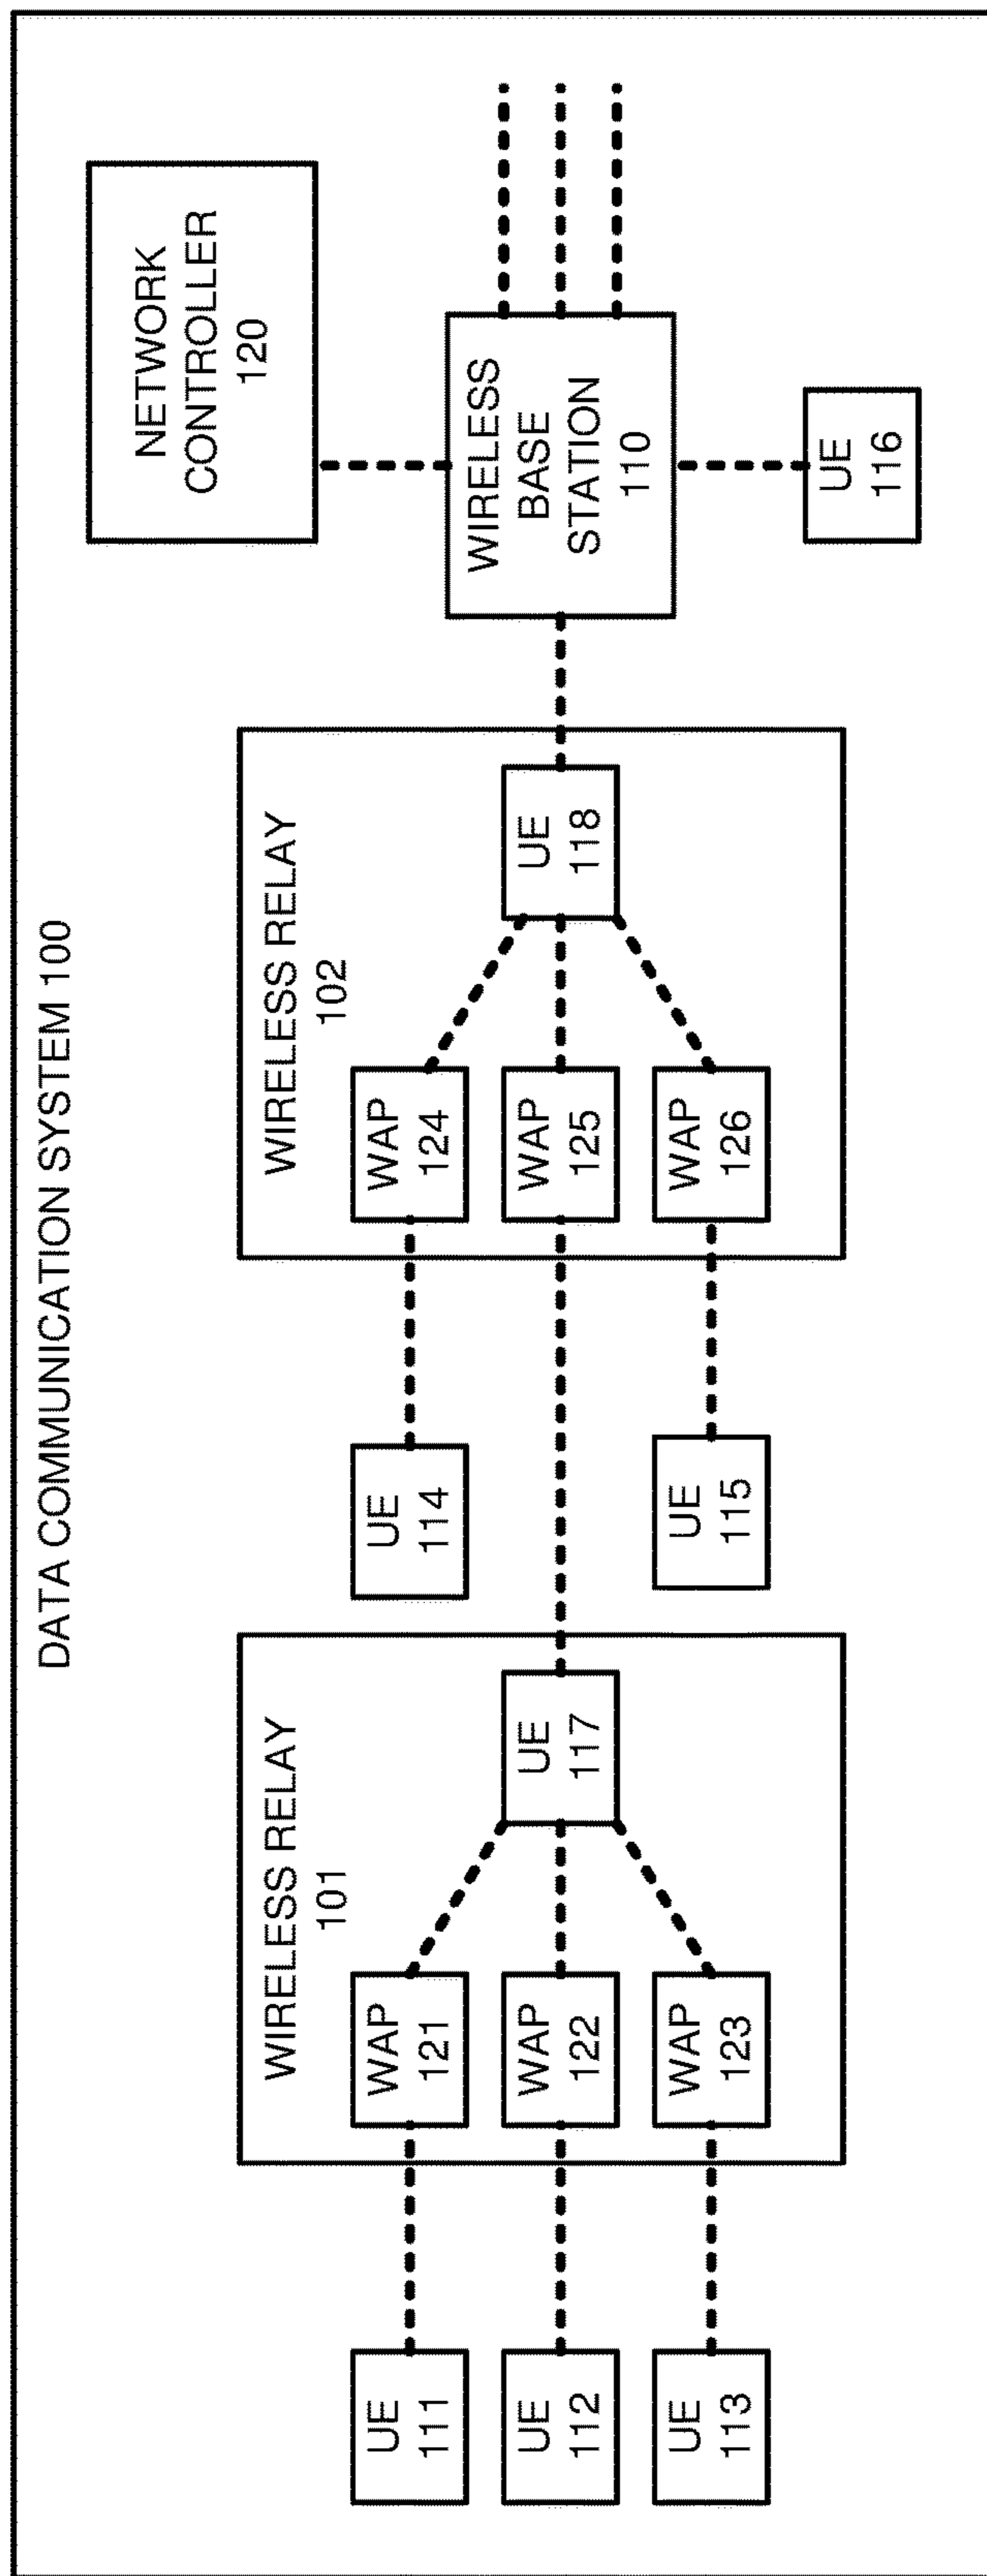 DATA COMMUNICATION SYSTEM 100
NETWORK
CONTROLLER
120
WIRELESS RELAY
101
WIRELESS RELAY
102
UE
111
WAP
121
UE
114
WAP
124
WIRELESS
BASE
STATION
110
UE
112
WAP
122
UE
117
WAP
125
UE
118
UE
113
WAP
123
UE
115
WAP
126
UE
116